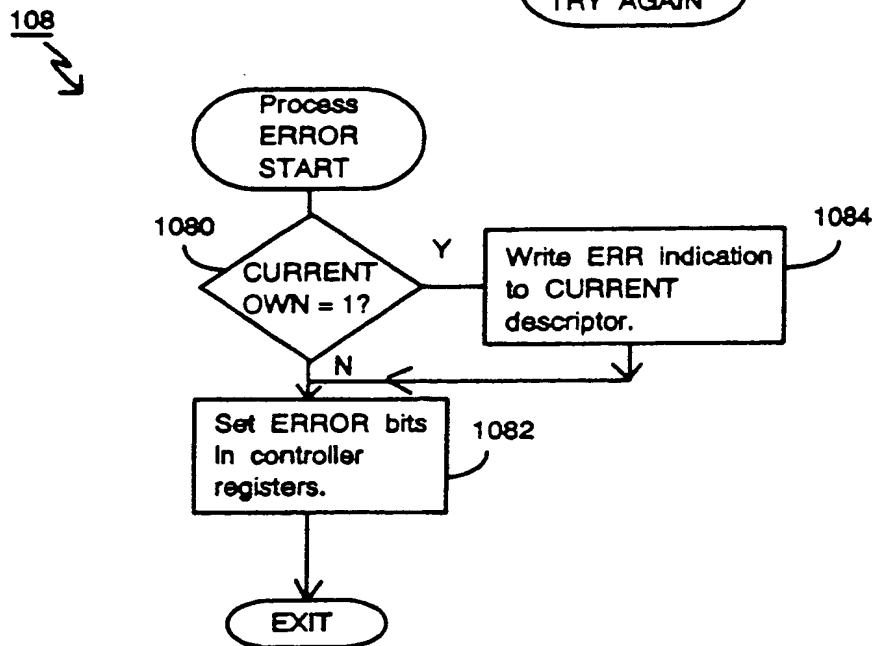 TRY AGAIN
108
Process
ERROR
START
1080
CURRENT
OWN = 1?
Y
N
1084
Write ERR indication
to CURRENT
descriptor.
Set ERROR bits
In controller
registers.
1082
EXIT